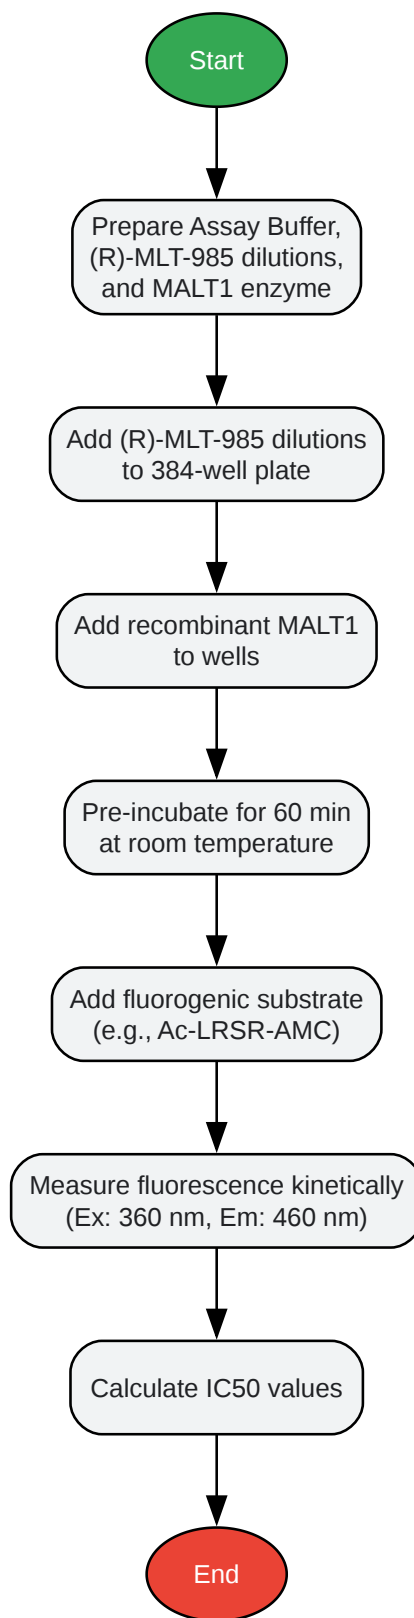 Start
Prepare Assay Buffer,
(R)-MLT-985 dilutions,
and MALT1 enzyme
Add (R)-MLT-985 dilutions
to 384-well plate
Add recombinant MALT1
to wells
Pre-incubate for 60 min
at room temperature
Add fluorogenic substrate
(e.g., Ac-LRSR-AMC)
Measure fluorescence kinetically
(Ex: 360 nm, Em: 460 nm)
Calculate IC50 values
End